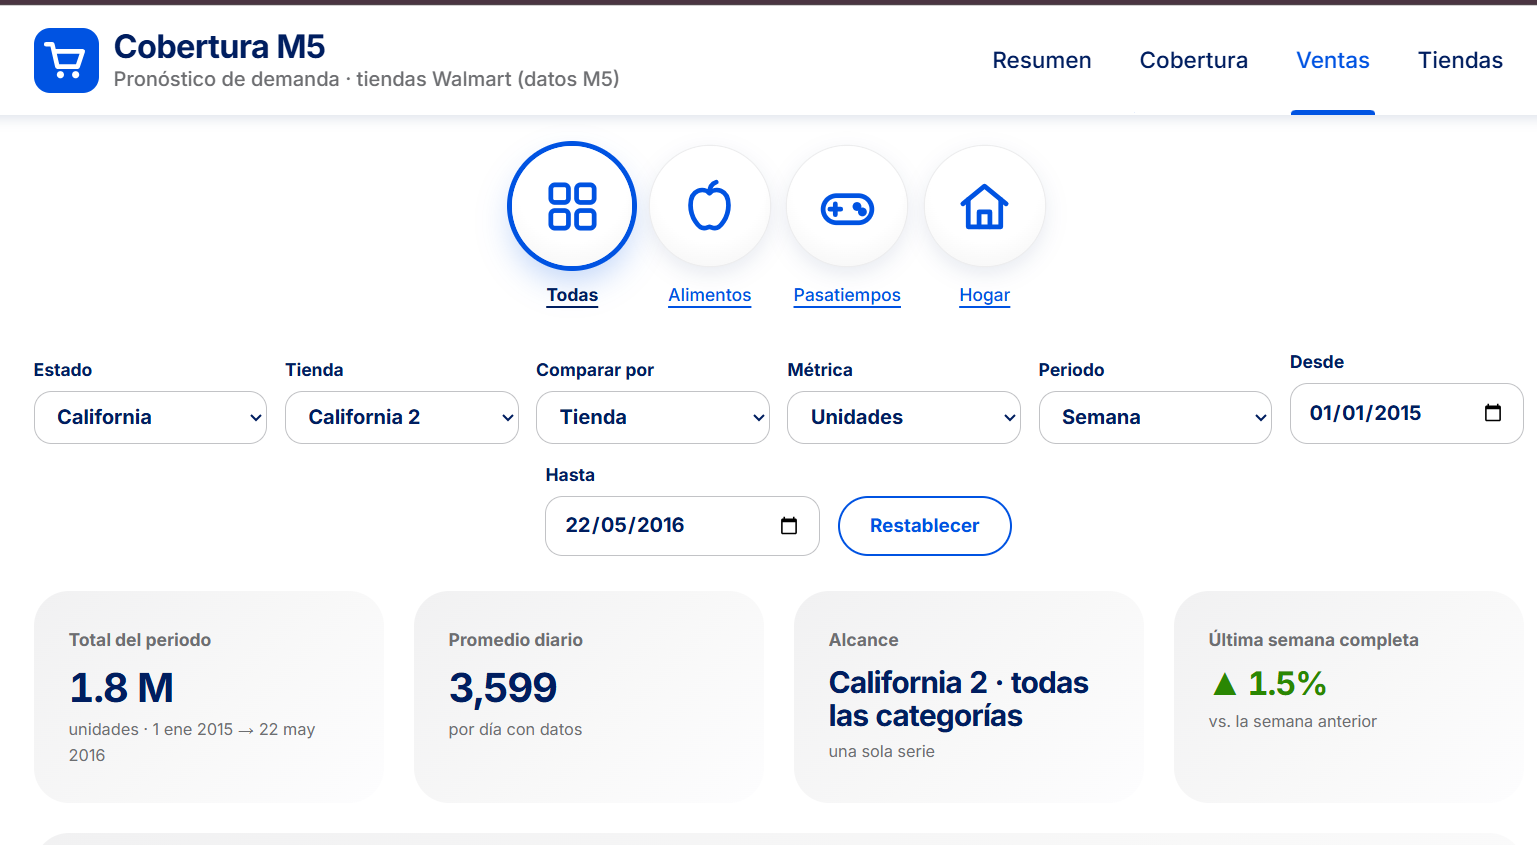 Cobertura M5
Pronóstico de demanda · tiendas Walmart (datos M5)
Resumen
Cobertura
Ventas
Tiendas
Todas
Alimentos
Pasatiempos
Hogar
Estado
California
Tienda
California 2
Comparar por
Tienda
Métrica
Unidades
Periodo
Semana
Desde
01/01/2015
Hasta
22/05/2016
Restablecer
Total del periodo
1.8 M
unidades · 1 ene 2015 → 22 may
2016
Promedio diario
3,599
por día con datos
Alcance
California 2 · todas
las categorías
una sola serie
Última semana completa
▲ 1.5%
vs. la semana anterior